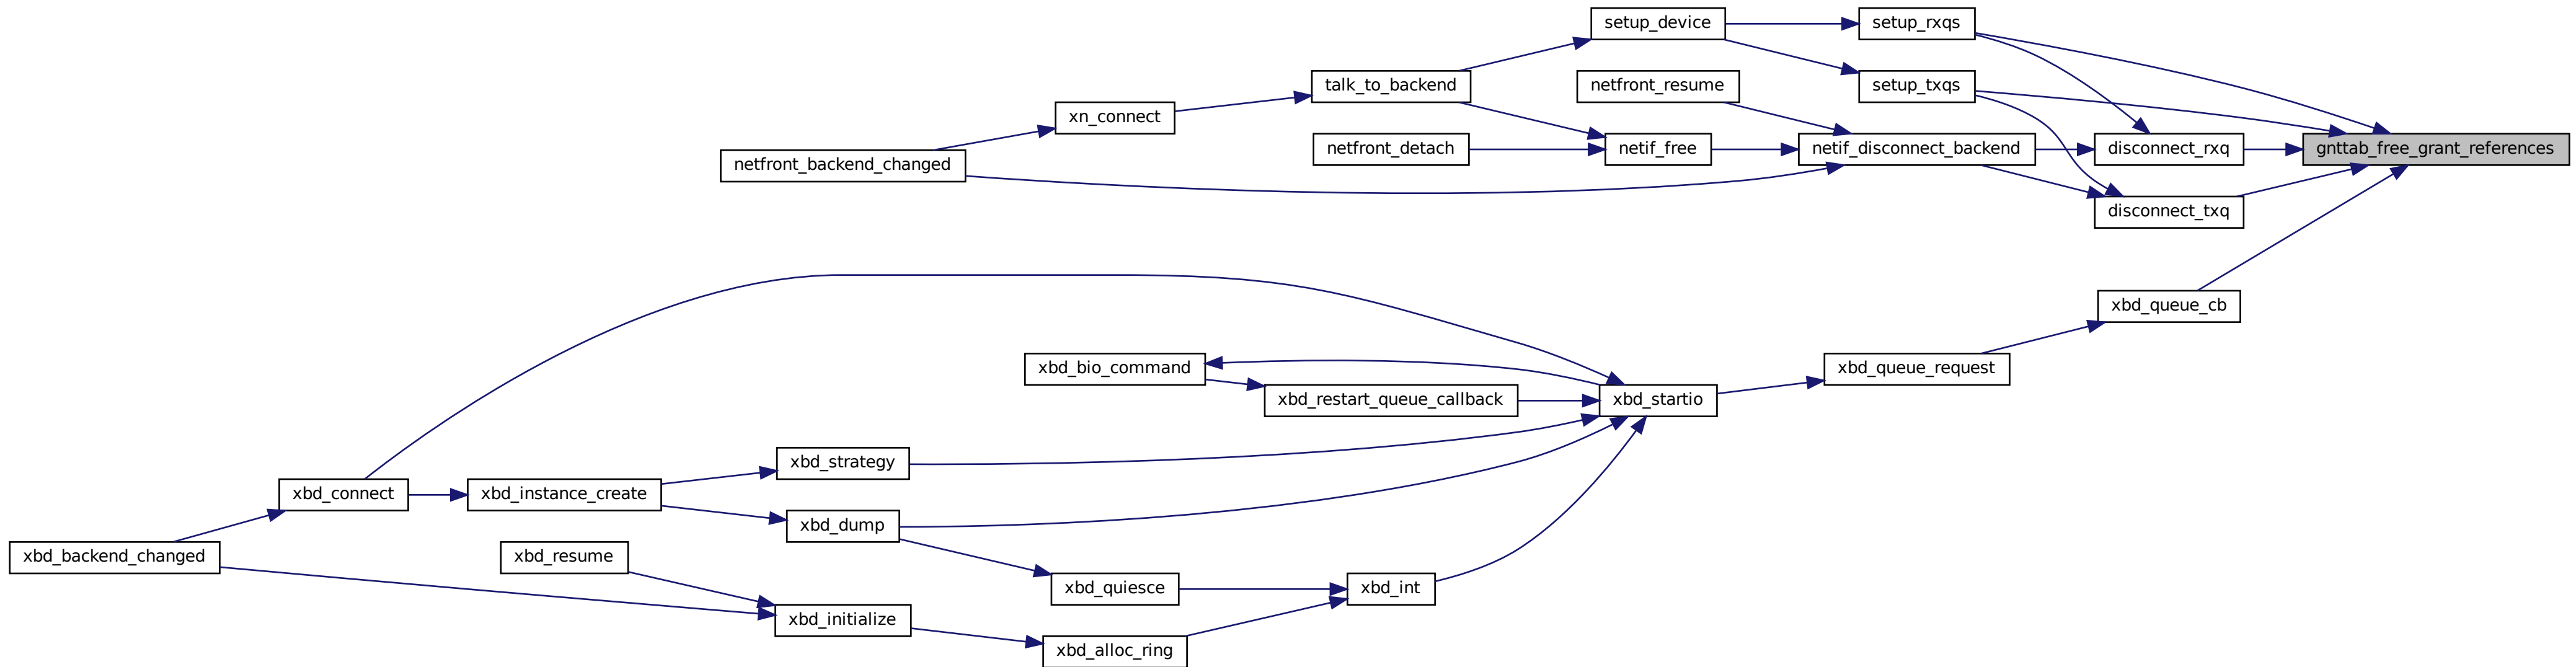 setup_device
setup_rxqs
talk_to_backend
netfront_resume
setup_txqs
xn_connect
netfront_backend_changed
netfront_detach
netif_free
netif_disconnect_backend
disconnect_rxq
gnttab_free_grant_references
disconnect_txq
xbd_queue_cb
xbd_bio_command
xbd_queue_request
xbd_restart_queue_callback
xbd_startio
xbd_strategy
xbd_connect
xbd_instance_create
xbd_dump
xbd_backend_changed
xbd_resume
xbd_quiesce
xbd_int
xbd_initialize
xbd_alloc_ring